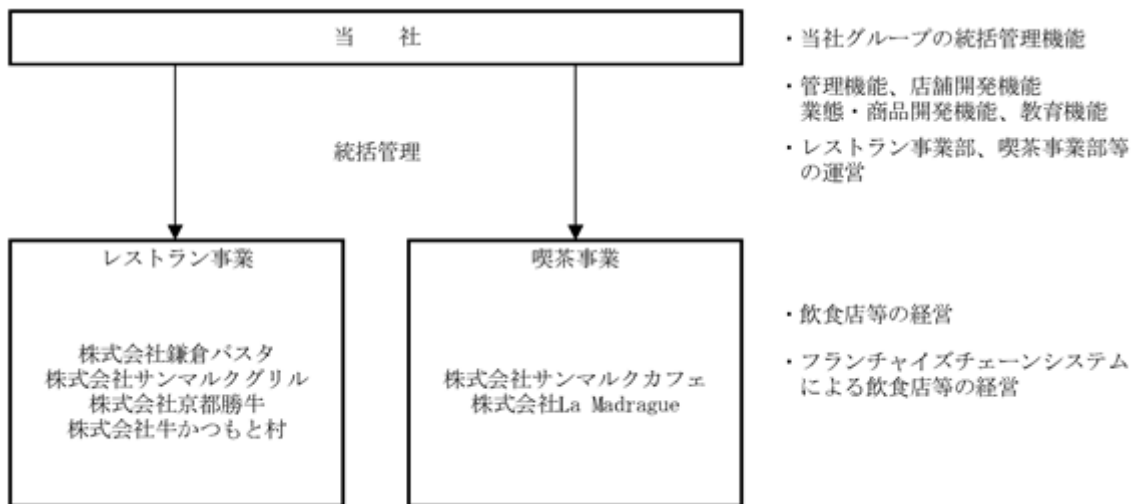 当　　社
・当社グループの統括管理機能
・管理機能、店舗開発機能
業態・商品開発機能、教育機能
・レストラン事業部、喫茶事業部等
の運営
統括管理
レストラン事業
株式会社鎌倉パスタ
株式会社サンマルクグリル
株式会社京都勝牛
株式会社牛かつもと村
喫茶事業
株式会社サンマルクカフェ
株式会社La Madrague
・飲食店等の経営
・フランチャイズチェーンシステム
による飲食店等の経営